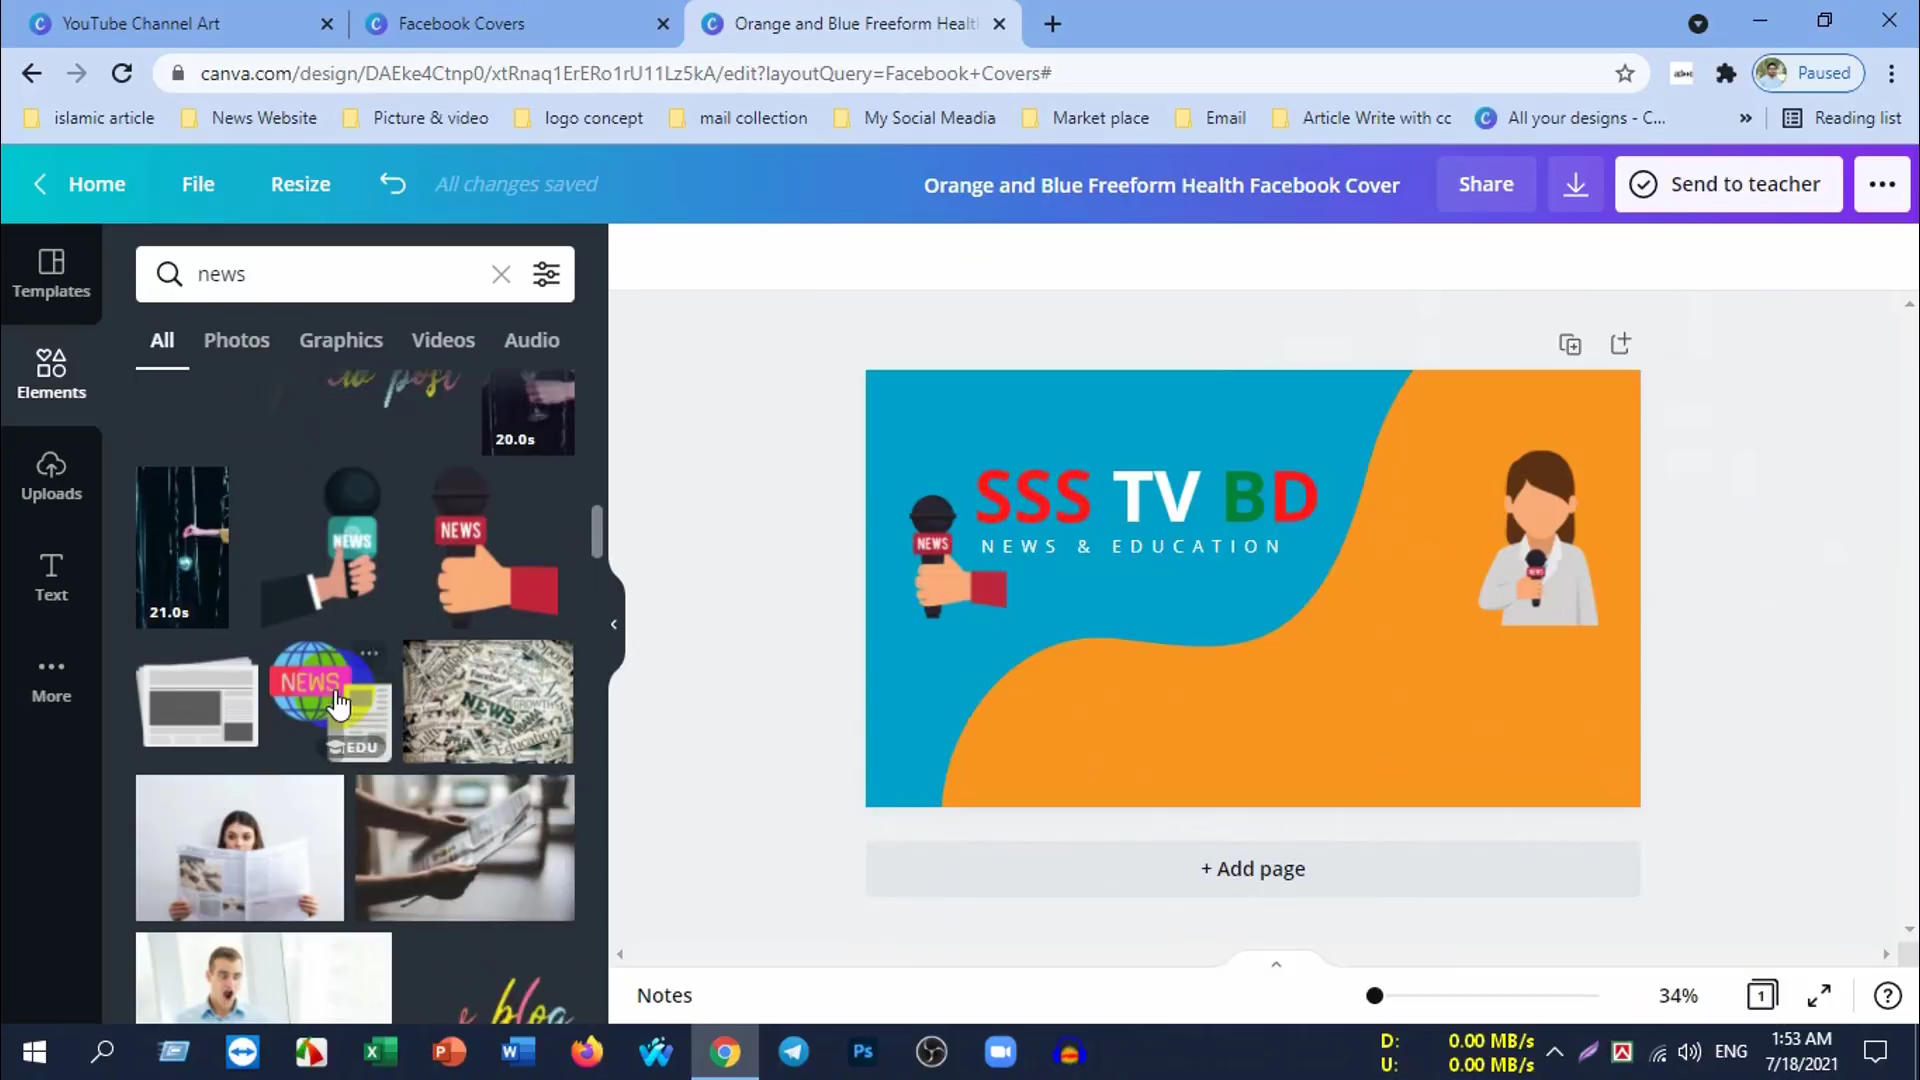 YouTube Channel Art
Facebook Covers
Orange and Blue Freeform Healt
canva.com/design/DAEke4Ctnp0/xtRnaq1ErERo1rU11Lz5kA/edit?layoutQuery=Facebook+Covers#
Paused
islamic article
News Website
Picture & video
logo concept
mail collection
My Social Meadia
Market place
Email
Article Write with cc
All your designs - C...
Reading list
Home
File
Resize
All changes saved
Orange and Blue Freeform Health Facebook Cover
Share
Send to teacher
Templates
Elements
Uploads
Text
More
news
All
Photos
Graphics
Videos
Audio
20.0s
21.0s
NEWS
NEWS
NEWS
EDU
NEWS
blog
SSS TV BD
NEWS & EDUCATION
NEWS
+ Add page
Notes
34%
1
D: 0.00 MB/s
U: 0.00 MB/s
ENG
1:53 AM
7/18/2021